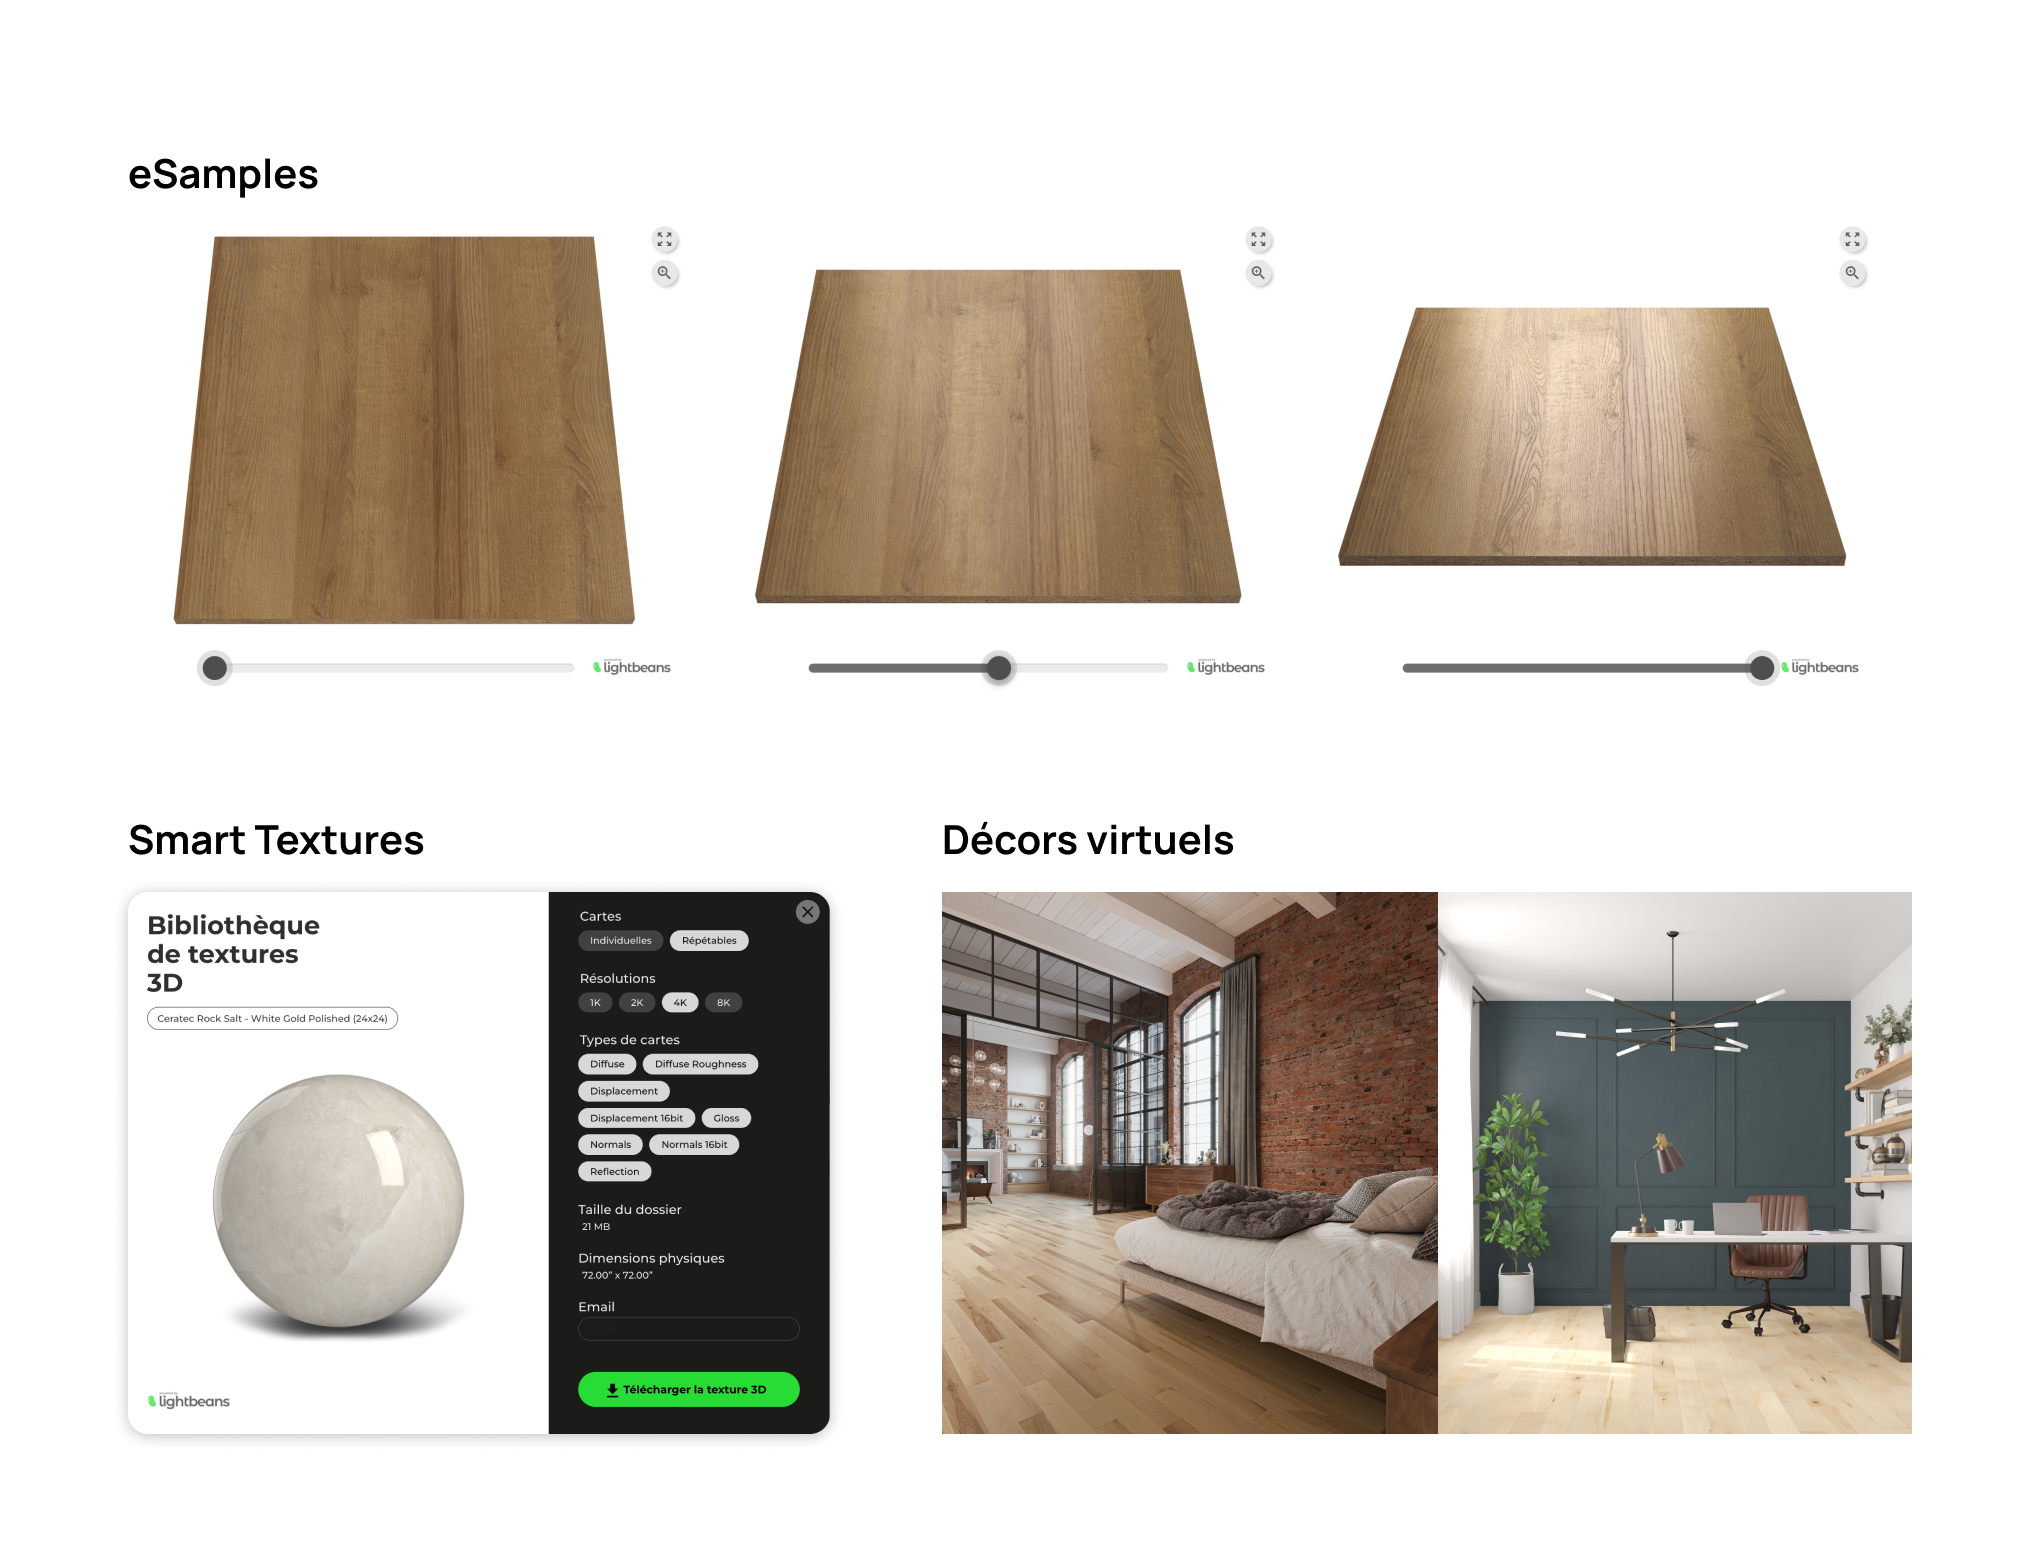 eSamples
lightbeans
lightbeans
lightbeans
Smart Textures
Décors virtuels
Bibliothèque
de textures
3D
Ceratec Rock Salt - White Gold Polished (24x24)
lightbeans
Cartes
Individuelles Répétables
Résolutions
1K 2K 4K 8K
Types de cartes
Diffuse Diffuse Roughness
Displacement
Displacement 16bit Gloss
Normals Normals 16bit
Reflection
Taille du dossier
21 MB
Dimensions physiques
72.00” x 72.00”
Email
Télécharger la texture 3D